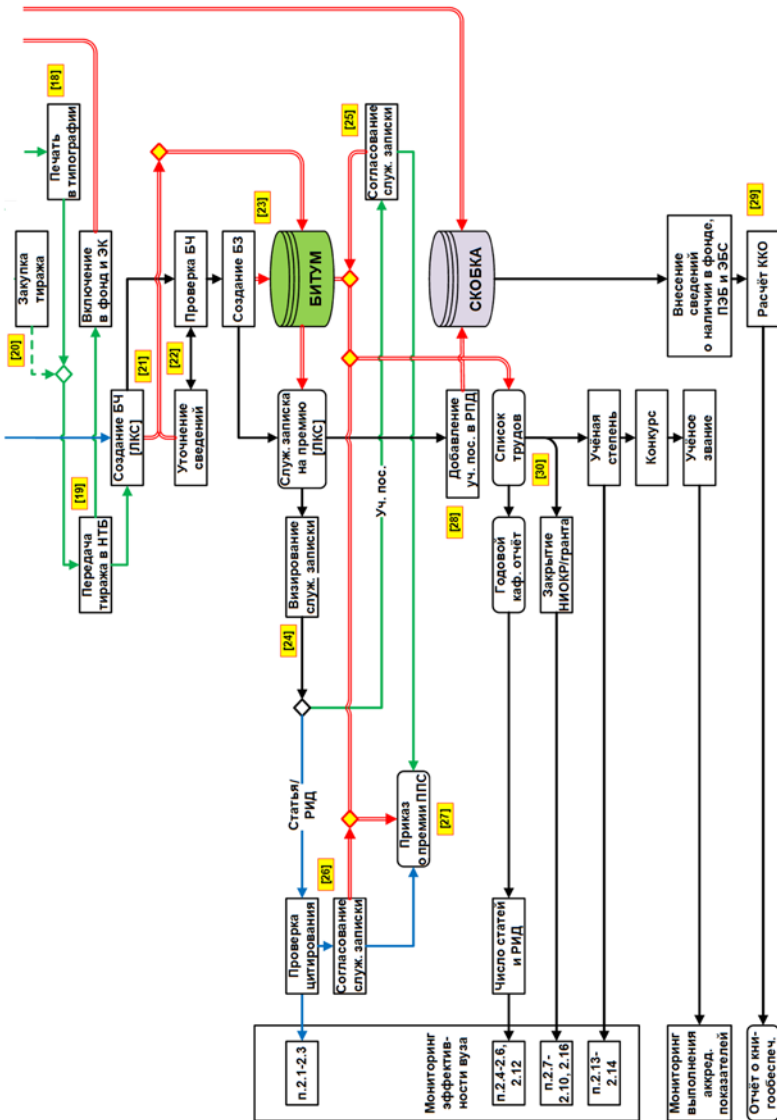 [18]
Печать
в типографии
Закупка
тиража
[20]
Включение
в фонд и ЭК
[19]
Передача
тиража в НТБ
Создание БЧ
[ЛКС]
[21]
[22]
Уточнение
сведений
Проверка БЧ
Создание БЗ
[23]
БИТУМ
[25]
Согласование
служ. записки
Служ. записка
на премию
[ЛКС]
Визирование
служ. записки
[24]
Уч. пос.
Статья/
РИД
Проверка
цитирования
[26]
Согласование
служ. записки
Приказ
о премии ППС
[27]
СКОБКА
Добавление
уч. пос. в РПД
[28]
Список
трудов
[30]
Годовой
каф. отчёт
Закрытие
НИОКР/гранта
Учёная
степень
Конкурс
Учёное
звание
Внесение
сведений
о наличии в фонде,
ПЭБ и ЭБС
[29]
Расчёт ККО
Число статей
и РИД
Мониторинг
эффектив-
ности вуза
п.2.1-2.3
п.2.4-2.6,
2.12
п.2.7-
2.10, 2.16
п.2.13-
2.14
Мониторинг
выполнения
аккред.
показателей
Отчёт о кни-
гообеспеч.